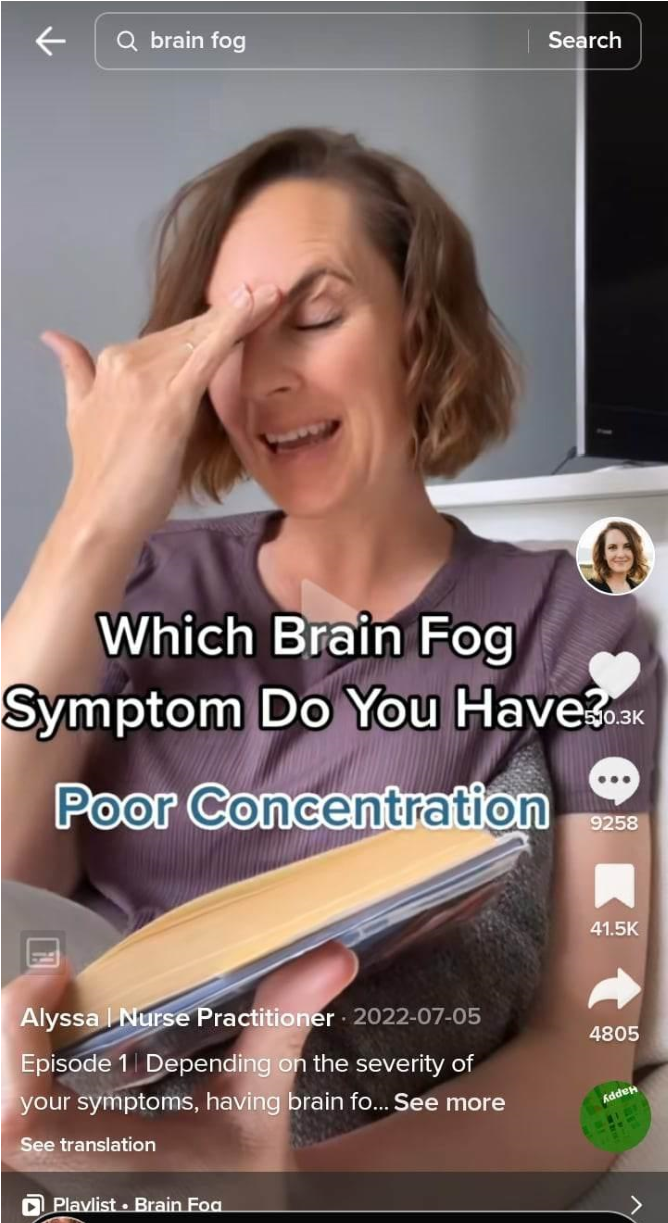 brain fog
Search
Which Brain Fog
Symptom Do You Have?
Poor Concentration
510.3K
9258
41.5K
4805
Alyssa | Nurse Practitioner · 2022-07-05
Episode 1 | Depending on the severity of
your symptoms, having brain fo... See more
See translation
Happy
Playlist • Brain Fog